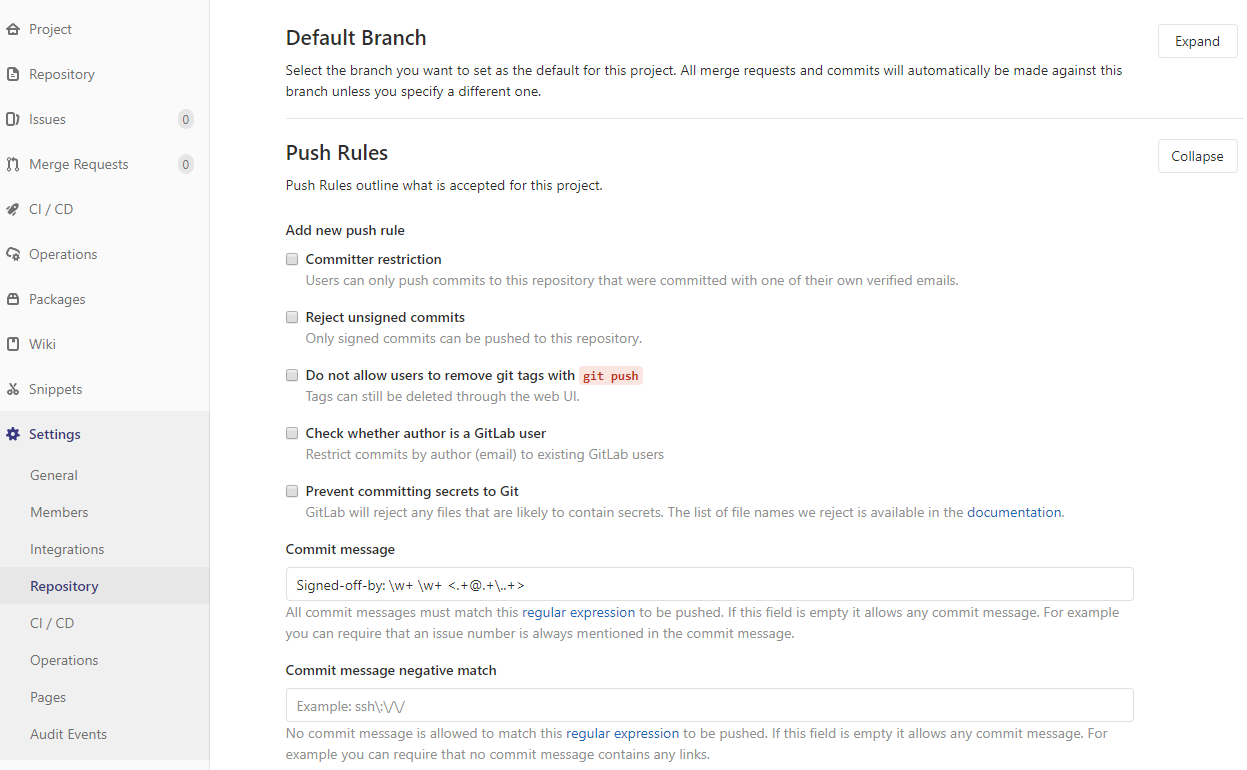 Project
Repository
Issues 0
Merge Requests 0
CI / CD
Operations
Packages
Wiki
Snippets
Settings
General
Members
Integrations
Repository
CI / CD
Operations
Pages
Audit Events
Default Branch
Expand
Select the branch you want to set as the default for this project. All merge requests and commits will automatically be made against this
branch unless you specify a different one.
Push Rules
Collapse
Push Rules outline what is accepted for this project.
Add new push rule
Committer restriction
Users can only push commits to this repository that were committed with one of their own verified emails.
Reject unsigned commits
Only signed commits can be pushed to this repository.
Do not allow users to remove git tags with git push
Tags can still be deleted through the web UI.
Check whether author is a GitLab user
Restrict commits by author (email) to existing GitLab users
Prevent committing secrets to Git
GitLab will reject any files that are likely to contain secrets. The list of file names we reject is available in the documentation.
Commit message
Signed-off-by: \w+ \w+ <.+@.+\..+>
All commit messages must match this regular expression to be pushed. If this field is empty it allows any commit message. For example
you can require that an issue number is always mentioned in the commit message.
Commit message negative match
Example: ssh\:\/\/
No commit message is allowed to match this regular expression to be pushed. If this field is empty it allows any commit message. For
example you can require that no commit message contains any links.